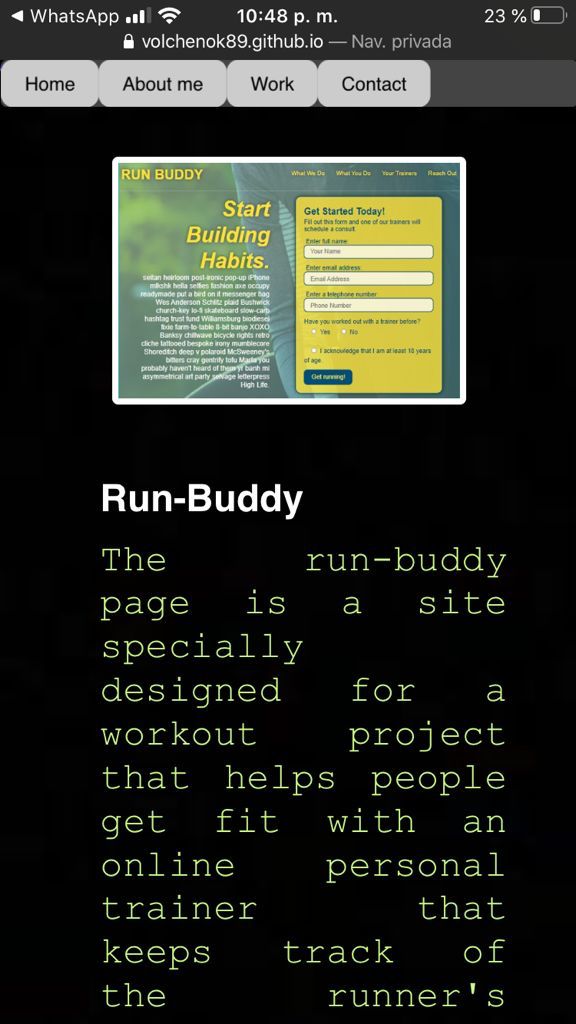 WhatsApp 10:48 p. m. 23 %
volchenok89.github.io — Nav. privada
Home About me Work Contact
RUN BUDDY What We Do What You Do Your Trainers Reach Out
Start
Building
Habits.
seitan heirloom post-ironic pop-up iPhone
mlkshk hella selfies fashion axe occupy
readymade put a bird on it messenger bag
Wes Anderson Schlitz plaid Bushwick
church-key lo-fi skateboard slow-carb
hashtag trust fund Williamsburg biodiesel
fixie farm-to-table 8-bit banjo XOXO
Banksy chillwave bicycle rights retro
cliche tattooed bespoke irony mumblecore
Shoreditch deep v polaroid McSweeney's
bitters cray gentrify tofu Marfa you
probably haven't heard of them yr banh mi
asymmetrical art party selvage letterpress
High Life.
Get Started Today!
Fill out this form and one of our trainers will
schedule a consult.
Enter full name:
Your Name
Enter email address:
Email Address
Enter a telephone number:
Phone Number
Have you worked out with a trainer before?
Yes No
I acknowledge that I am at least 18 years
of age.
Get running!
Run-Buddy
The run-buddy
page is a site
specially
designed for a
workout project
that helps people
get fit with an
online personal
trainer that
keeps track of
the runner's